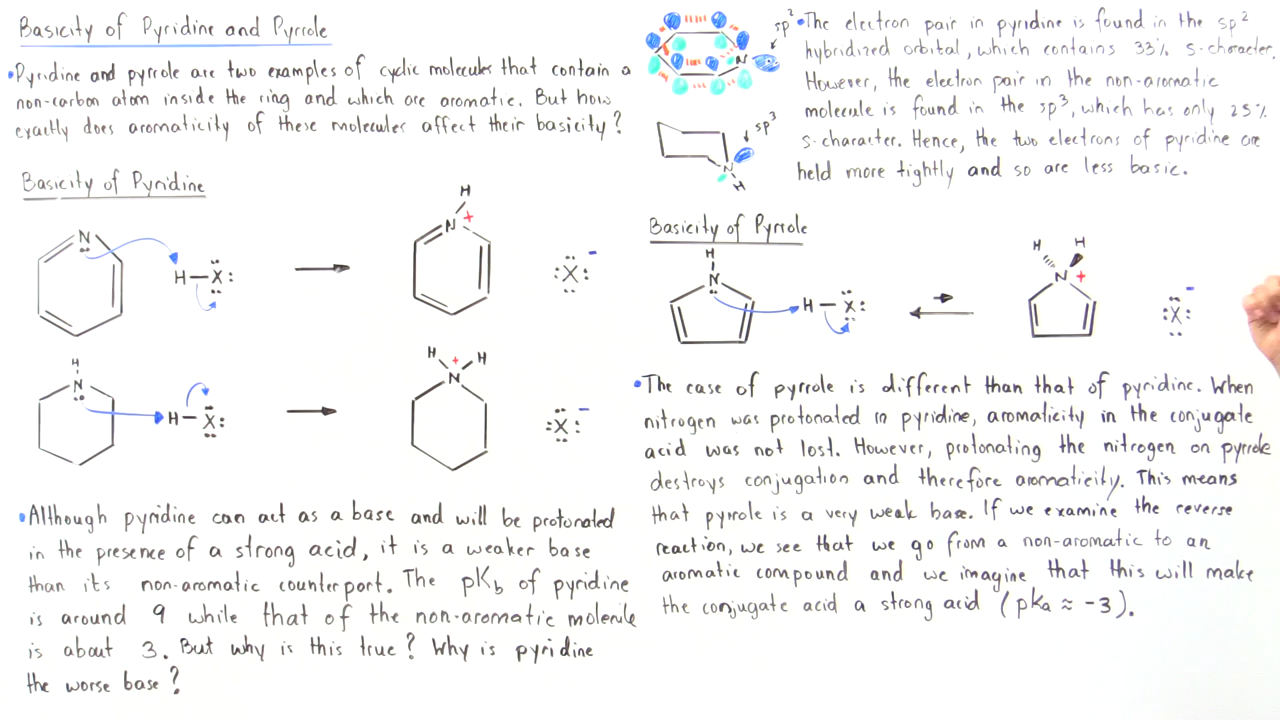 Basicity of Pyridine and Pyrrole
•Pyridine and pyrrole are two examples of cyclic molecules that contain a
non-carbon atom inside the ring and which are aromatic. But how
exactly does aromaticity of these molecules affect their basicity?
Basicity of Pyridine
N
H–X:
H
N+
:X: –
H
N
H–X:
H + H
N
:X: –
•Although pyridine can act as a base and will be protonated
in the presence of a strong acid, it is a weaker base
than its non-aromatic counterpart. The pKb of pyridine
is around 9 while that of the non-aromatic molecule
is about 3. But why is this true? Why is pyridine
the worse base?
sp²
N
sp³
N
H
•The electron pair in pyridine is found in the sp²
hybridized orbital, which contains 33% s-character.
However, the electron pair in the non-aromatic
molecule is found in the sp³, which has only 25%
s-character. Hence, the two electrons of pyridine are
held more tightly and so are less basic.
Basicity of Pyrrole
H
N
H–X:
H H
N+
:X: –
•The case of pyrrole is different than that of pyridine. When
nitrogen was protonated in pyridine, aromaticity in the conjugate
acid was not lost. However, protonating the nitrogen on pyrrole
destroys conjugation and therefore aromaticity. This means
that pyrrole is a very weak base. If we examine the reverse
reaction, we see that we go from a non-aromatic to an
aromatic compound and we imagine that this will make
the conjugate acid a strong acid (pKa ≈ -3).